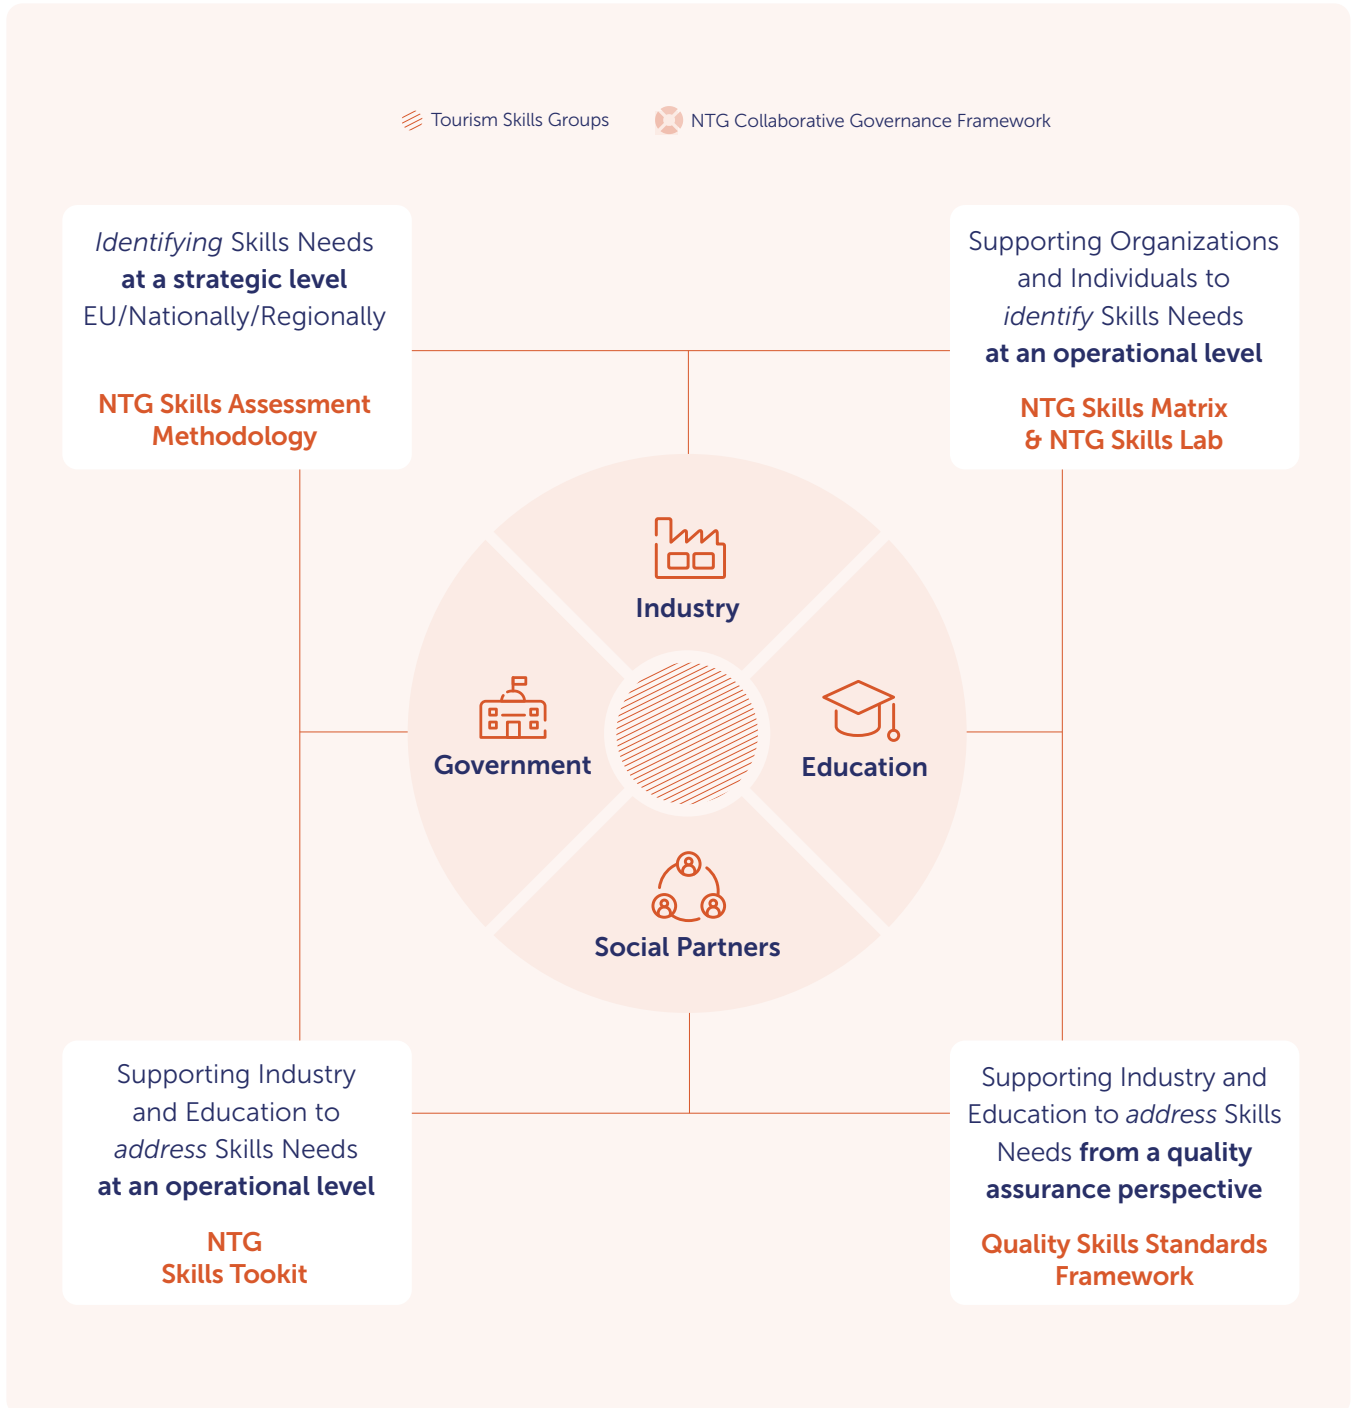 Tourism Skills Groups
NTG Collaborative Governance Framework
Identifying Skills Needs
at a strategic level
EU/Nationally/Regionally
NTG Skills Assessment
Methodology
Supporting Organizations
and Individuals to
identify Skills Needs
at an operational level
NTG Skills Matrix
& NTG Skills Lab
Industry
Government
Education
Social Partners
Supporting Industry
and Education to
address Skills Needs
at an operational level
NTG
Skills Tookit
Supporting Industry and
Education to address Skills
Needs from a quality
assurance perspective
Quality Skills Standards
Framework